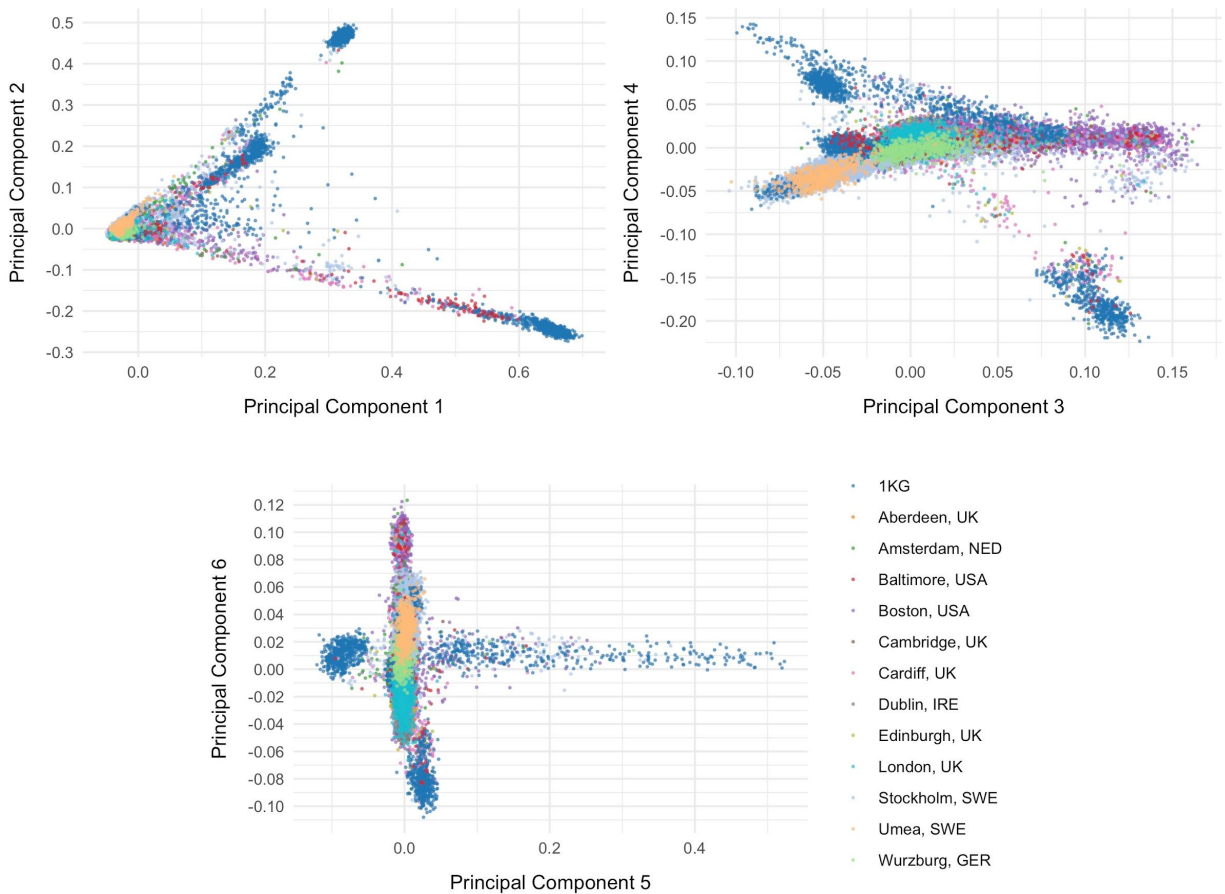 0.5
0.4
0.3
0.2
0.1
0.0
-0.1
-0.2
-0.3
Principal Component 2
0.0 0.2 0.4 0.6
Principal Component 1
0.15
0.10
0.05
0.00
-0.05
-0.10
-0.15
-0.20
Principal Component 4
-0.10 -0.05 0.00 0.05 0.10 0.15
Principal Component 3
0.12
0.10
0.08
0.06
0.04
0.02
0.00
-0.02
-0.04
-0.06
-0.08
-0.10
Principal Component 6
0.0 0.2 0.4
Principal Component 5
1KG
Aberdeen, UK
Amsterdam, NED
Baltimore, USA
Boston, USA
Cambridge, UK
Cardiff, UK
Dublin, IRE
Edinburgh, UK
London, UK
Stockholm, SWE
Umea, SWE
Wurzburg, GER